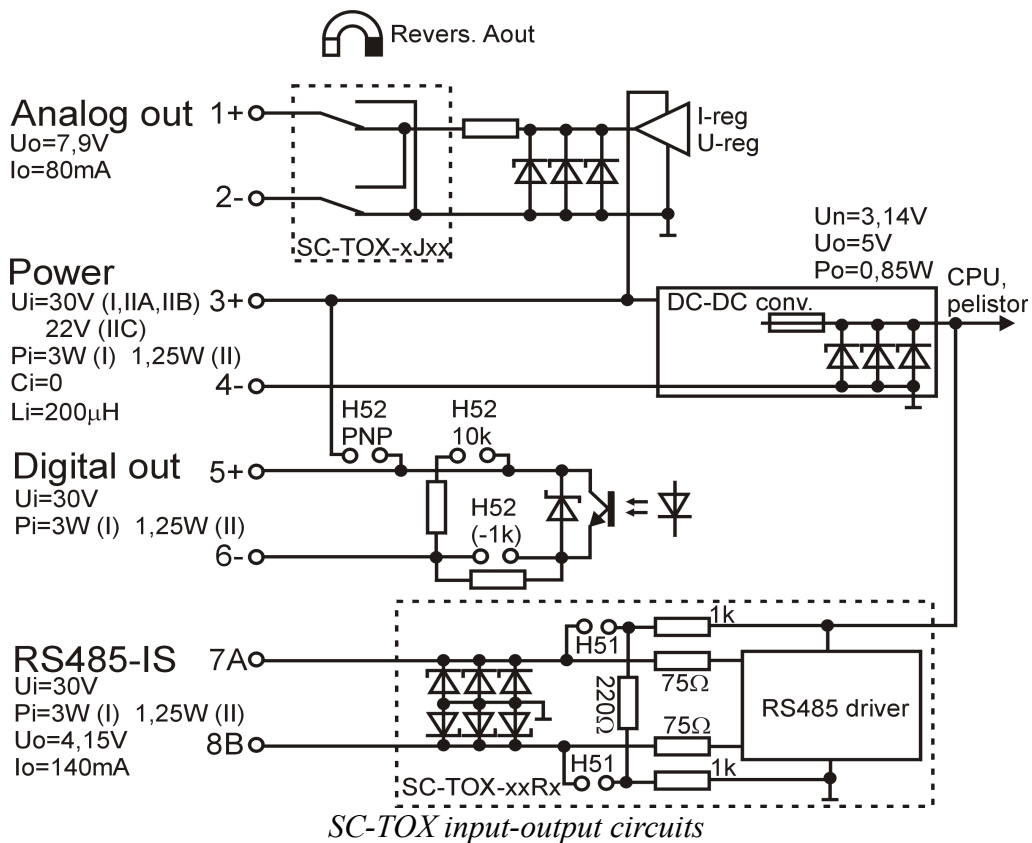 Revers. Aout
Analog out 1+
Uo=7,9V
Io=80mA
2-
I-reg
U-reg
SC-TOX-xJxx
Un=3,14V
Uo=5V
Po=0,85W
Power
Ui=30V (I,IIA,IIB) 3+
22V (IIC)
Pi=3W (I) 1,25W (II)
Ci=0
4-
Li=200µH
DC-DC conv.
CPU,
pelistor
H52
PNP
H52
10k
Digital out 5+
Ui=30V
Pi=3W (I) 1,25W (II)
6-
H52
(-1k)
RS485-IS 7A
Ui=30V
Pi=3W (I) 1,25W (II)
Uo=4,15V
8B
Io=140mA
H51
1k
75Ω
220Ω
RS485 driver
75Ω
H51
1k
SC-TOX-xxRx
SC-TOX input-output circuits